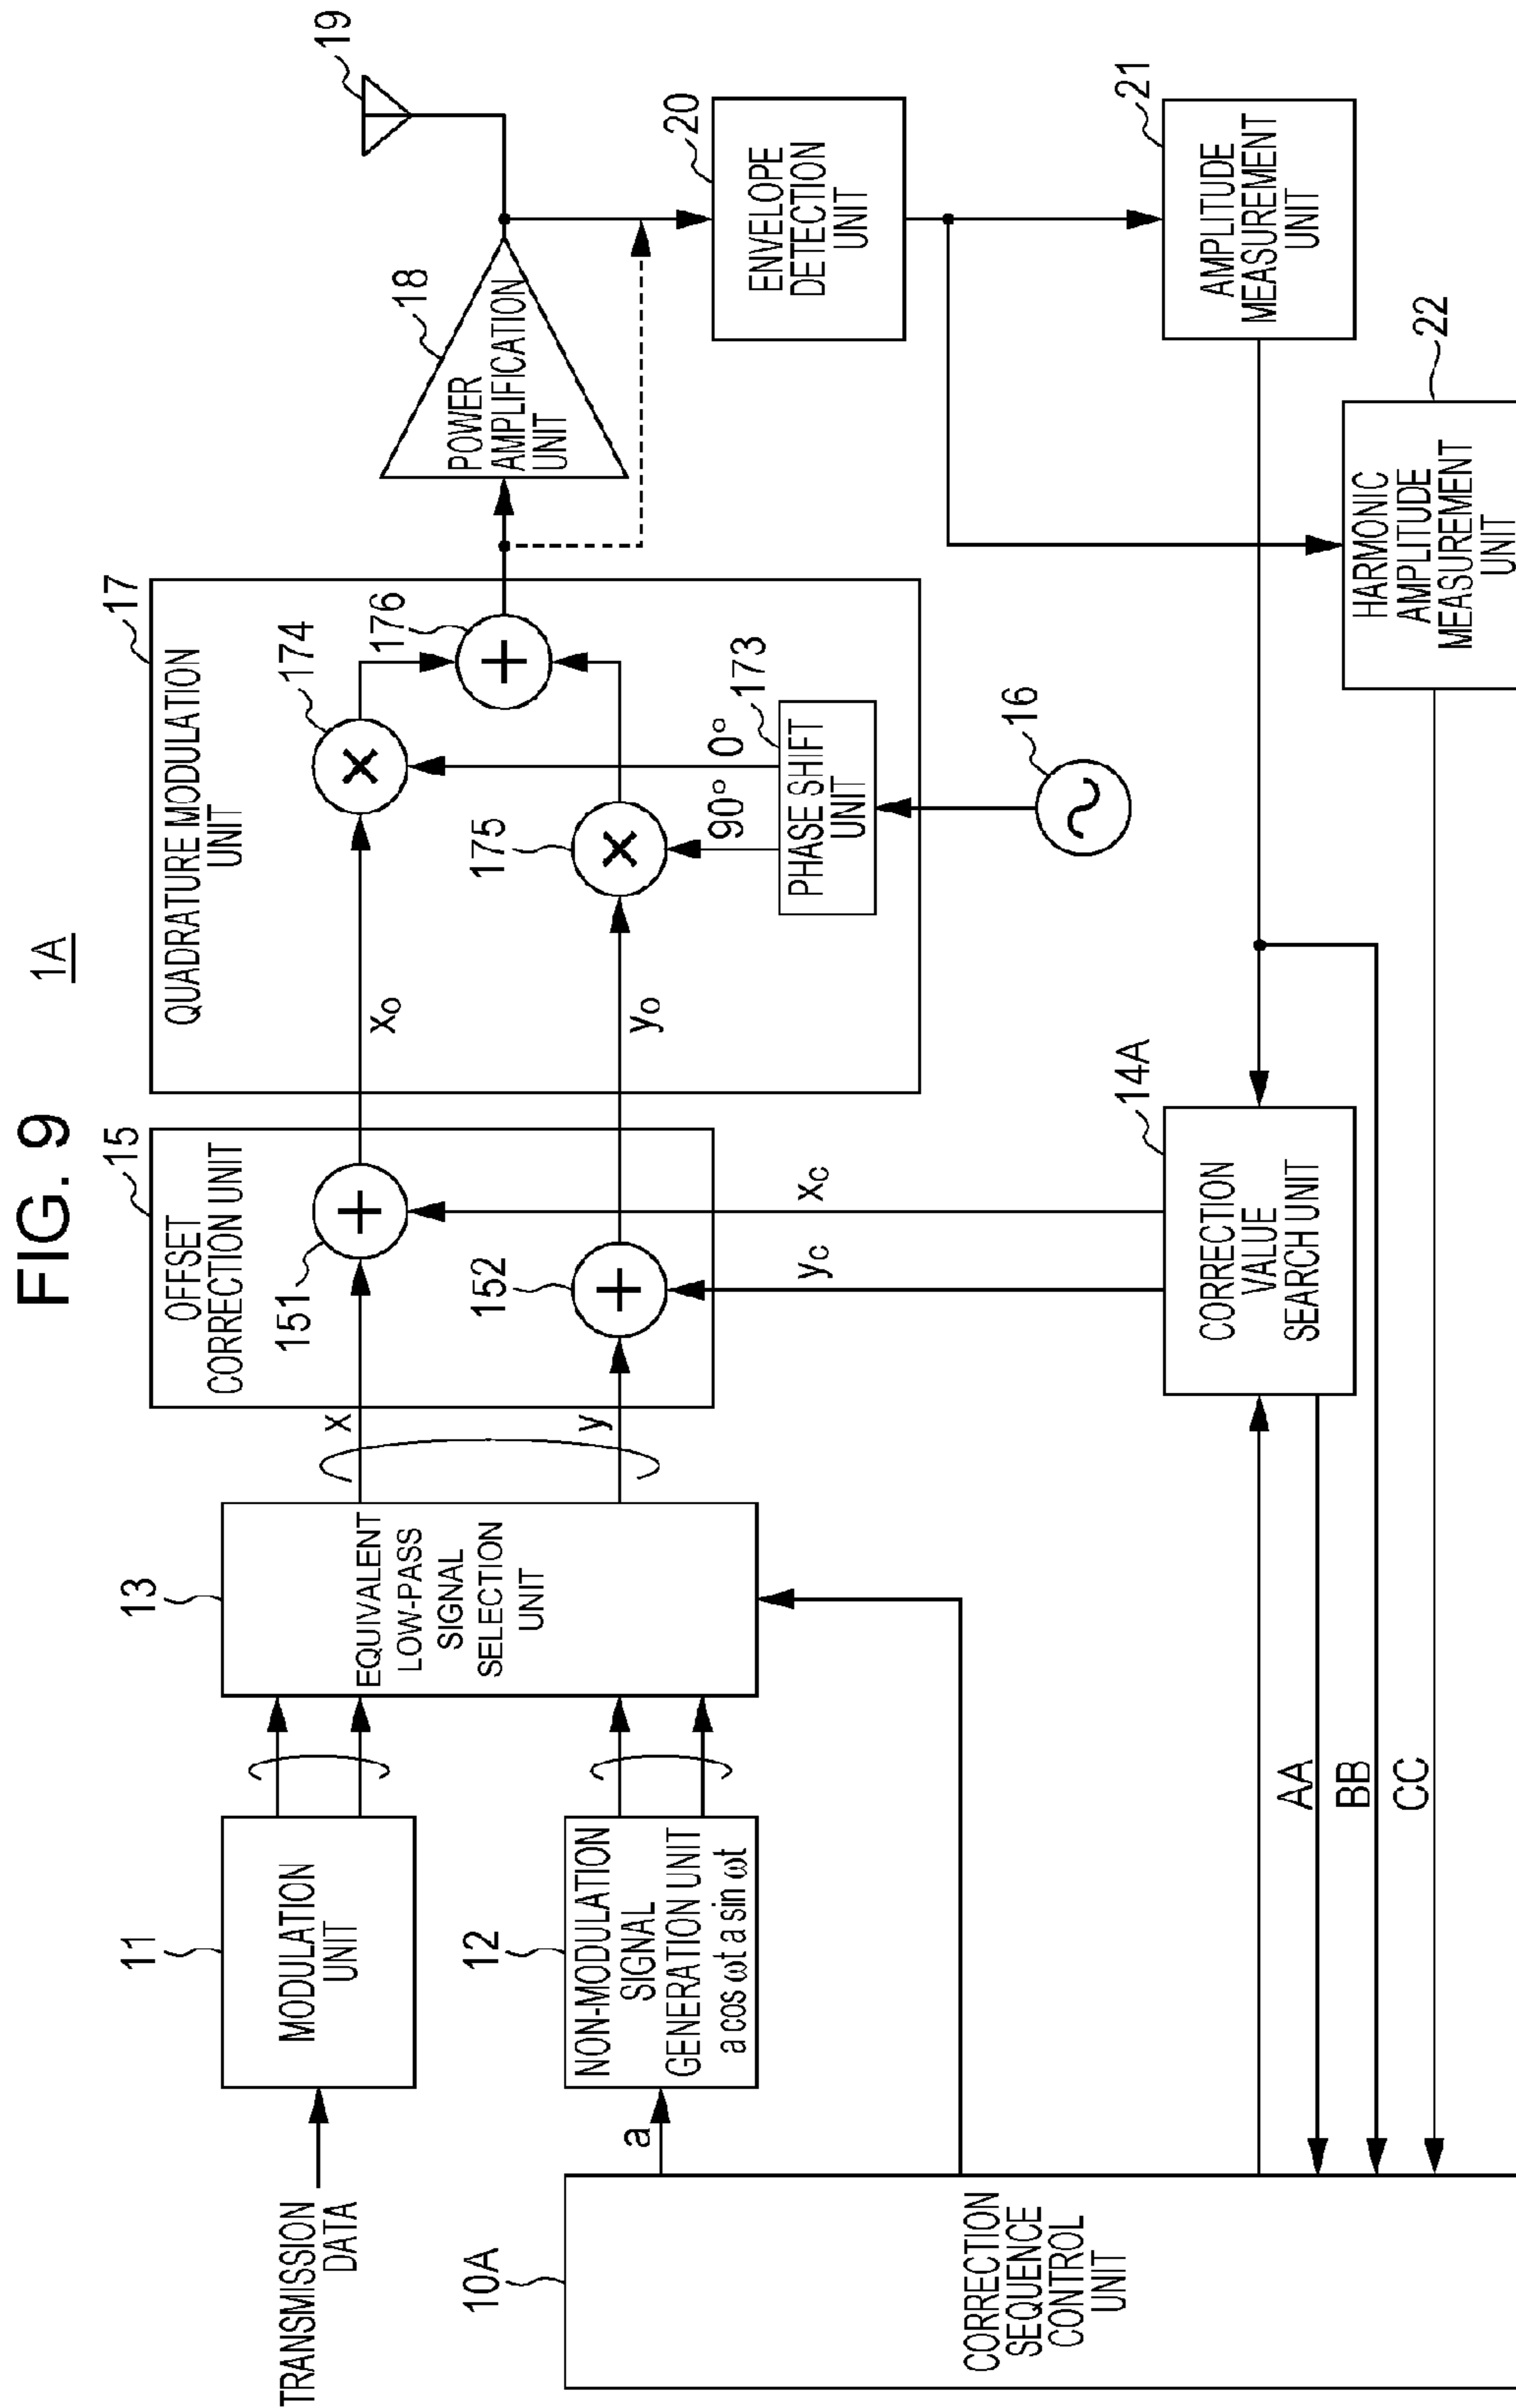 FIG. 9
1A
TRANSMISSION
DATA
11
MODULATION
UNIT
12
NON-MODULATION
SIGNAL
GENERATION UNIT
a cos ωt a sin ωt
a
10A
CORRECTION
SEQUENCE
CONTROL
UNIT
13
EQUIVALENT
LOW-PASS
SIGNAL
SELECTION
UNIT
x
y
15
OFFSET
CORRECTION UNIT
151
+
152
+
yc
xc
14A
CORRECTION
VALUE
SEARCH UNIT
AA
BB
CC
17
QUADRATURE MODULATION
UNIT
xo
yo
174
×
175
×
176
+
90°
0°
173
PHASE SHIFT
UNIT
16
18
POWER
AMPLIFICATION
UNIT
19
20
ENVELOPE
DETECTION
UNIT
21
AMPLITUDE
MEASUREMENT
UNIT
22
HARMONIC
AMPLITUDE
MEASUREMENT
UNIT